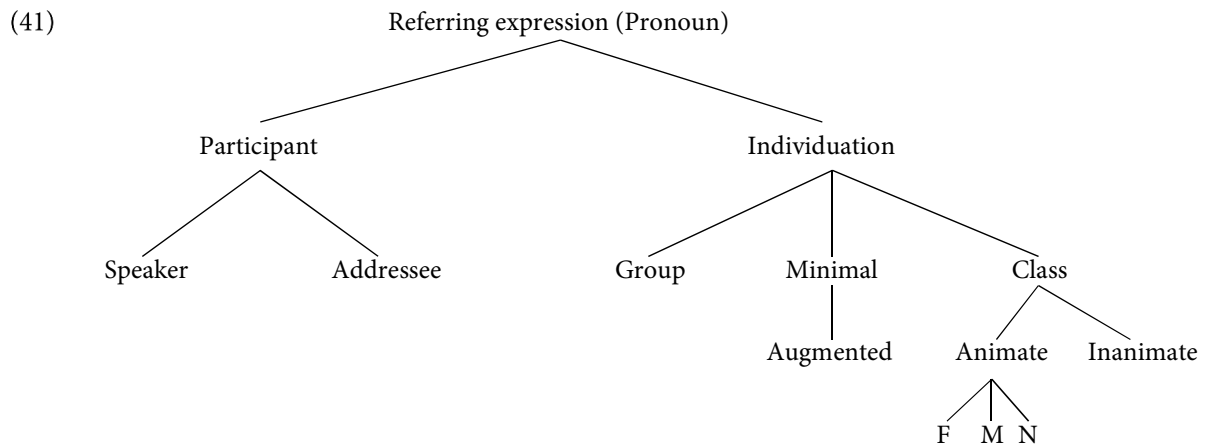 (41) Referring expression (Pronoun)
Participant Individuation
Speaker Addressee Group Minimal Class
Augmented Animate Inanimate
F M N